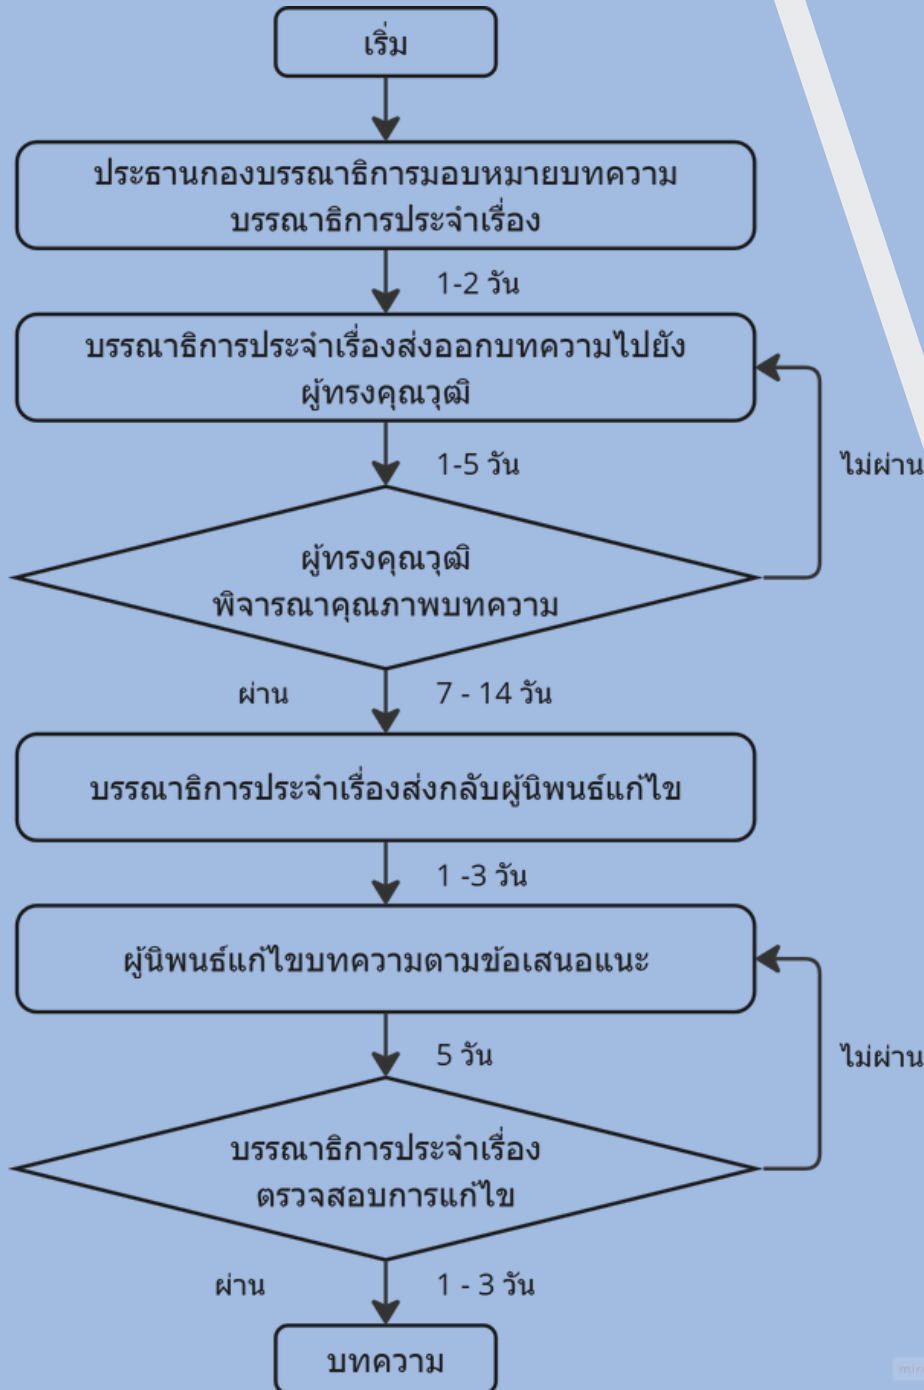 เริ่ม
ประธานกองบรรณาธิการมอบหมายบทความ
บรรณาธิการประจำเรื่อง
1-2 วัน
บรรณาธิการประจำเรื่องส่งออกบทความไปยัง
ผู้ทรงคุณวุฒิ
1-5 วัน
ไม่ผ่าน
ผู้ทรงคุณวุฒิ
พิจารณาคุณภาพบทความ
ผ่าน
7 - 14 วัน
บรรณาธิการประจำเรื่องส่งกลับผู้นิพนธ์แก้ไข
1 -3 วัน
ผู้นิพนธ์แก้ไขบทความตามข้อเสนอแนะ
5 วัน
ไม่ผ่าน
บรรณาธิการประจำเรื่อง
ตรวจสอบการแก้ไข
ผ่าน
1 - 3 วัน
บทความ